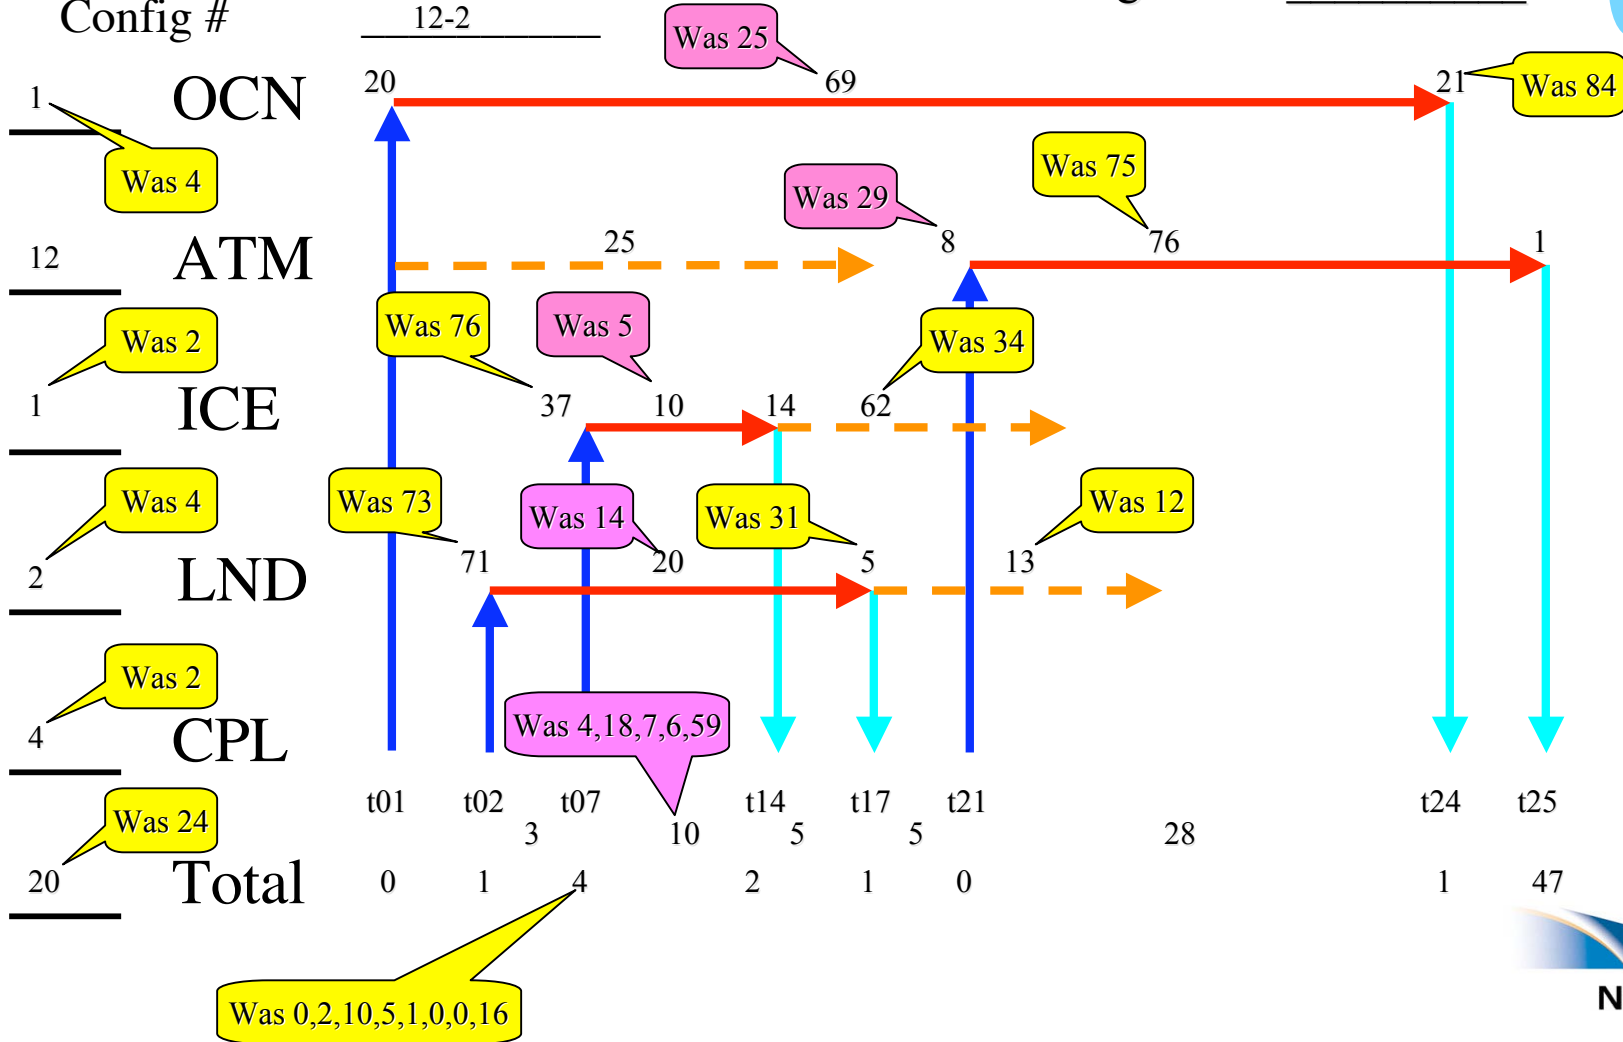 Config # 12-2
Was 25
1 OCN 20 69 21 Was 84
Was 4
Was 29 Was 75
12 ATM 25 8 76 1
Was 2 Was 76 Was 5 Was 34
1 ICE 37 10 14 62
Was 4 Was 73 Was 14 Was 31 Was 12
2 LND 71 20 5 13
Was 2
4 CPL Was 4,18,7,6,59
t01 t02 t07 t14 t17 t21 t24 t25
Was 24 3 10 5 5 28
20 Total 0 1 4 2 1 0 1 47
Was 0,2,10,5,1,0,0,16
N